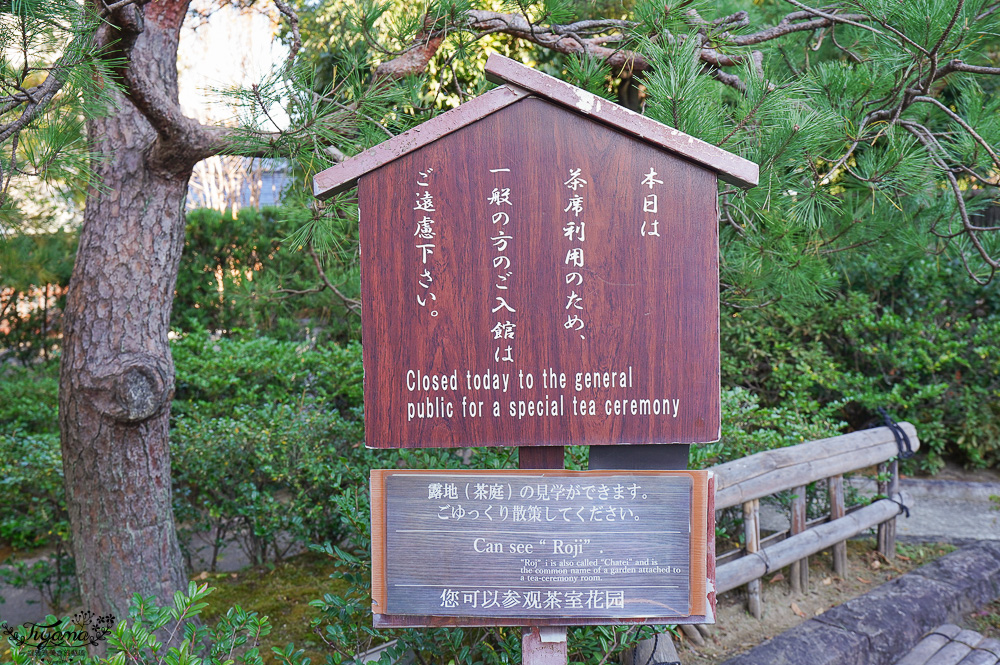 本日は
茶席利用のため、
一般の方のご入館は
ご遠慮下さい。
Closed today to the general
public for a special tea ceremony
露地（茶庭）の見学ができます。
ごゆっくり散策してください。
Can see “ Roji” .
"Roj" i is also called "Chatei" and is
the common name of a garden attached to
a tea-ceremony room.
您可以参观茶室花园
Tiyama